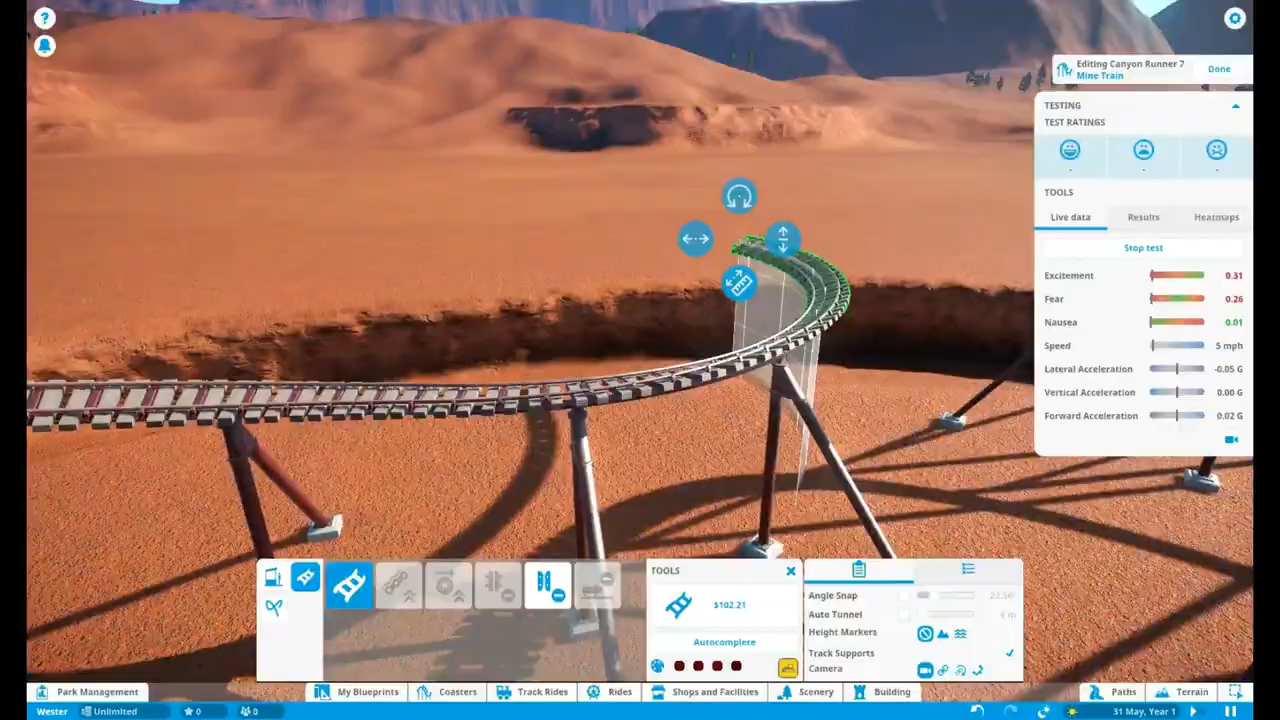 ?
Editing Canyon Runner 7
Mine Train
Done
TESTING
TEST RATINGS
- - -
TOOLS
Live data Results Heatmaps
Stop test
Excitement 0.31
Fear 0.26
Nausea 0.01
Speed 5 mph
Lateral Acceleration -0.05 G
Vertical Acceleration 0.00 G
Forward Acceleration 0.02 G
TOOLS
$102.21
Autocomplete
Angle Snap 22.50°
Auto Tunnel 4 m
Height Markers
Track Supports
Camera
Park Management My Blueprints Coasters Track Rides Rides Shops and Facilities Scenery Building Paths Terrain
Wester Unlimited 0 0 31 May, Year 1